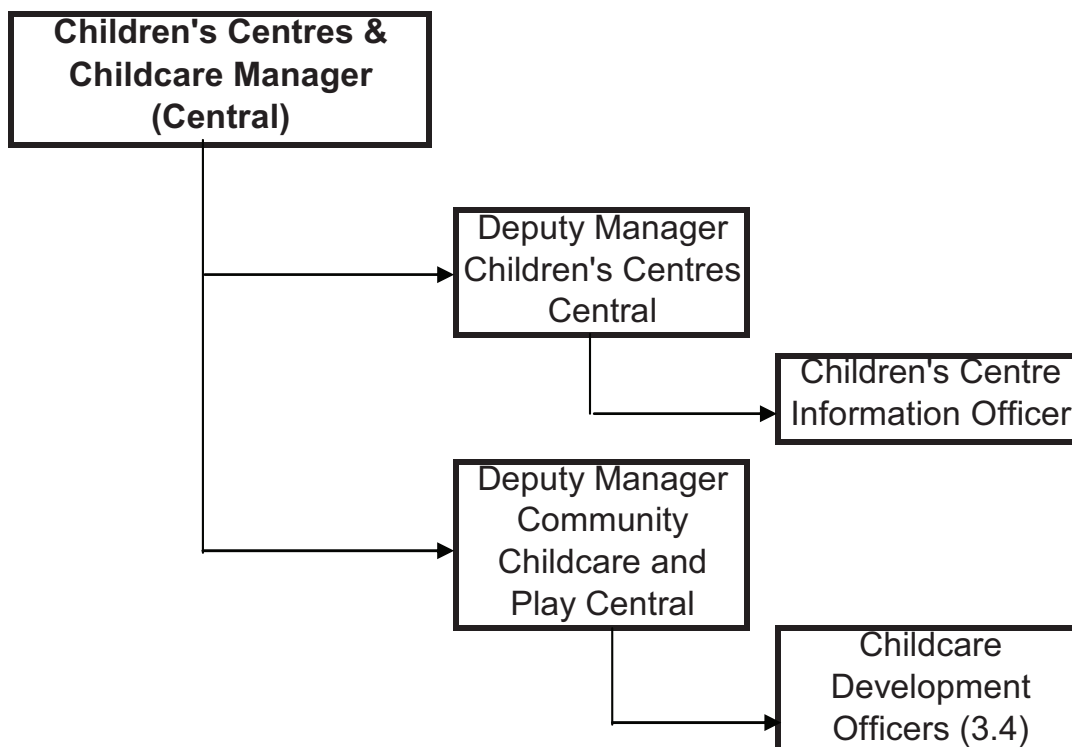 Children's Centres &
Childcare Manager
(Central)
Deputy Manager
Children's Centres
Central
Children's Centre
Information Officer
Deputy Manager
Community
Childcare and
Play Central
Childcare
Development
Officers (3.4)